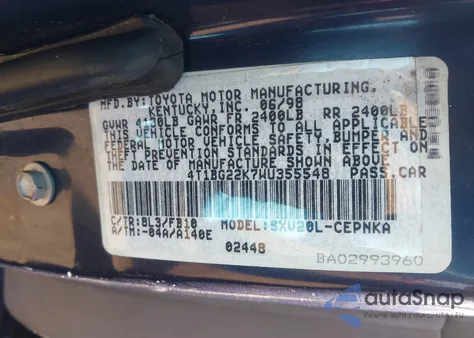 MFD.BY:TOYOTA MOTOR MANUFACTURING,
KENTUCKY, INC. 06/98
GVWR 4180LB GAWR FR 2400LB RR 2400LB
THIS VEHICLE CONFORMS TO ALL APPLICABLE
FEDERAL MOTOR VEHICLE SAFETY, BUMPER AND
THEFT PREVENTION STANDARDS IN EFFECT ON
THE DATE OF MANUFACTURE SHOWN ABOVE.
4T1BG22K7WU355548 PASS.CAR
C/TR:8L3/FB10 MODEL:SXV20L-CEPNKA
A/TM:-04A/A140E
02448
BA02993960
autoSnap